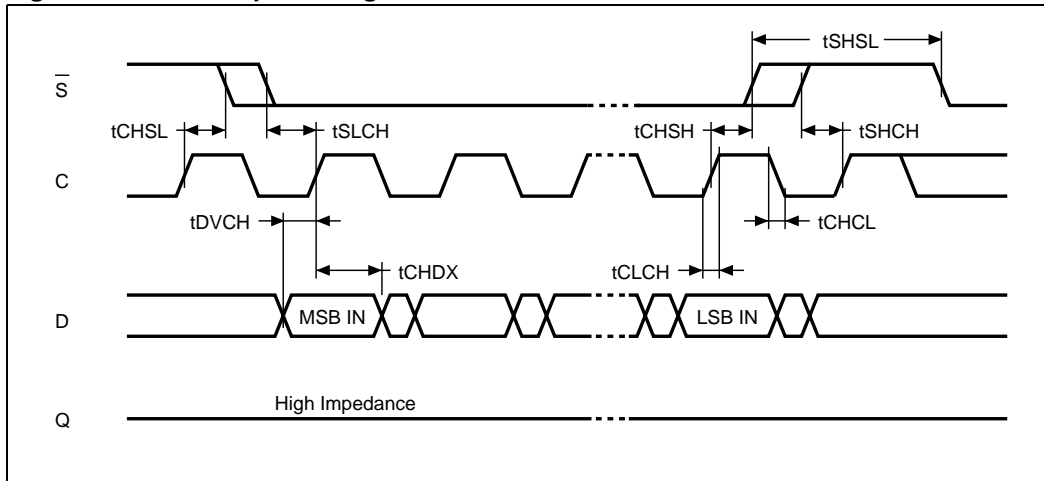 tSHSL
S
tCHSL
tSLCH
tCHSH
tSHCH
C
tDVCH
tCHCL
tCHDX
tCLCH
D
MSB IN
LSB IN
High Impedance
Q